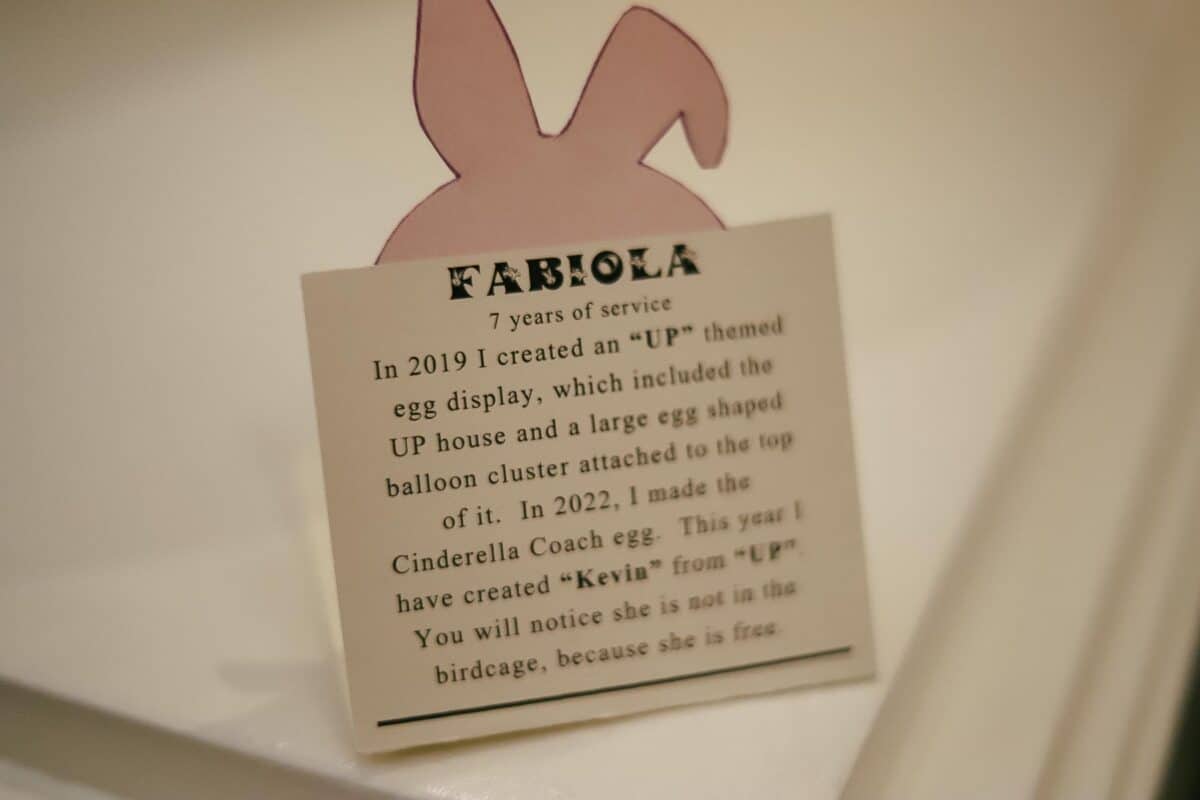 FABIOLA
7 years of service
In 2019 I created an “UP” themed
egg display, which included the
UP house and a large egg shaped
balloon cluster attached to the top
of it. In 2022, I made the
Cinderella Coach egg. This year I
have created “Kevin” from “UP”.
You will notice she is not in the
birdcage, because she is free.